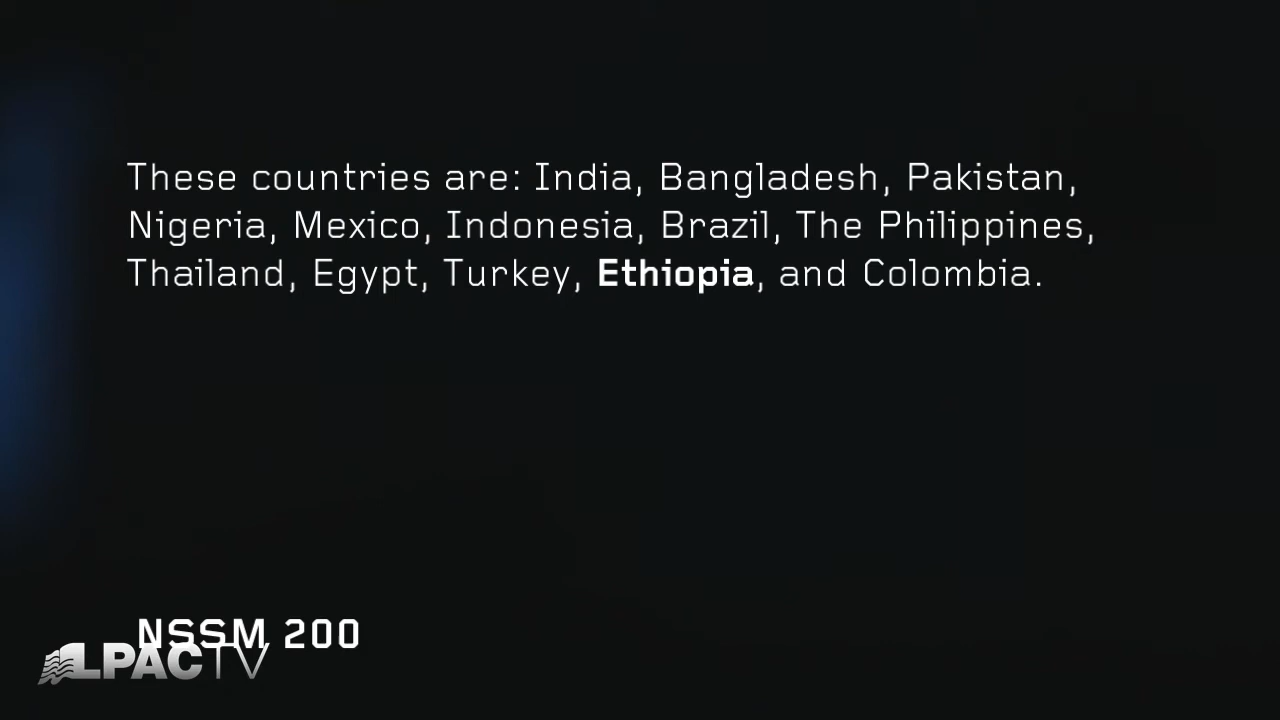 These countries are: India, Bangladesh, Pakistan,
Nigeria, Mexico, Indonesia, Brazil, The Philippines,
Thailand, Egypt, Turkey, Ethiopia, and Colombia.
NSSM 200
LPACTV